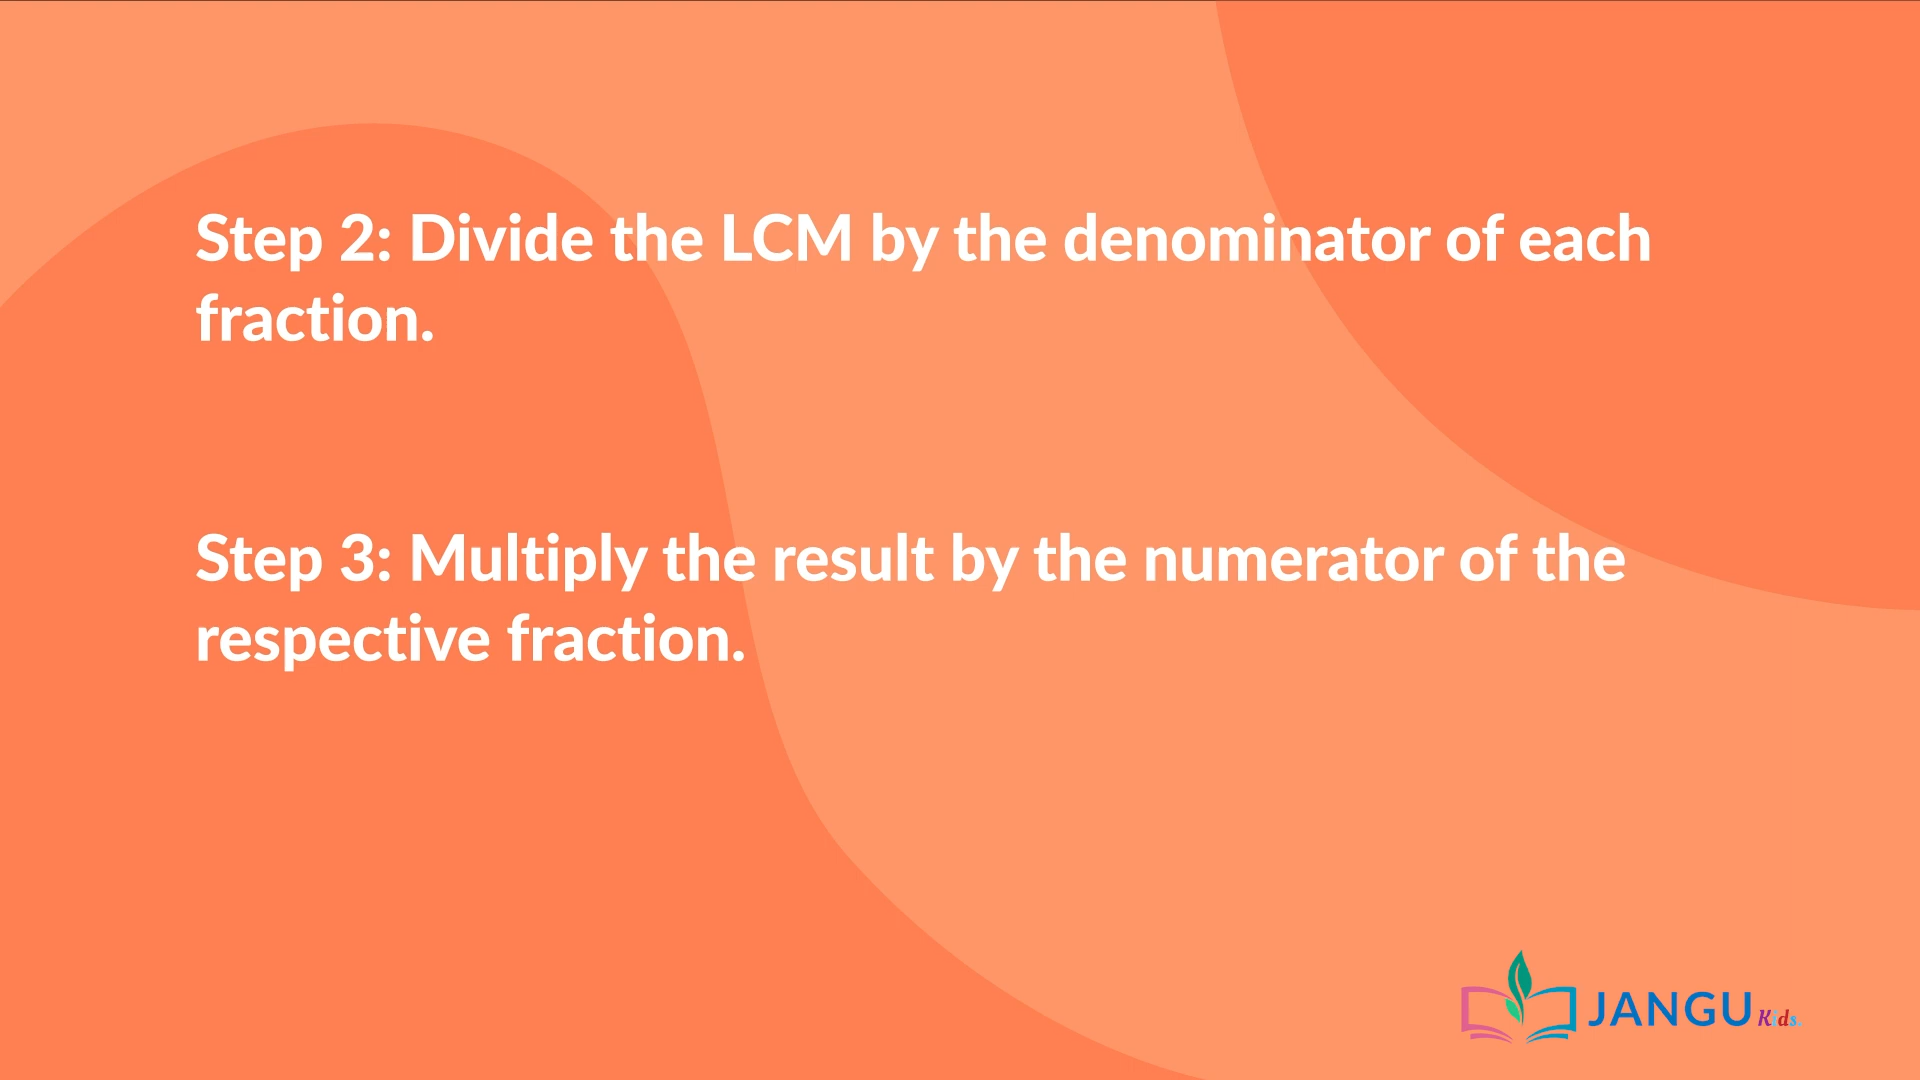 Step 2: Divide the LCM by the denominator of each
fraction.
Step 3: Multiply the result by the numerator of the
respective fraction.
JANGU Kids